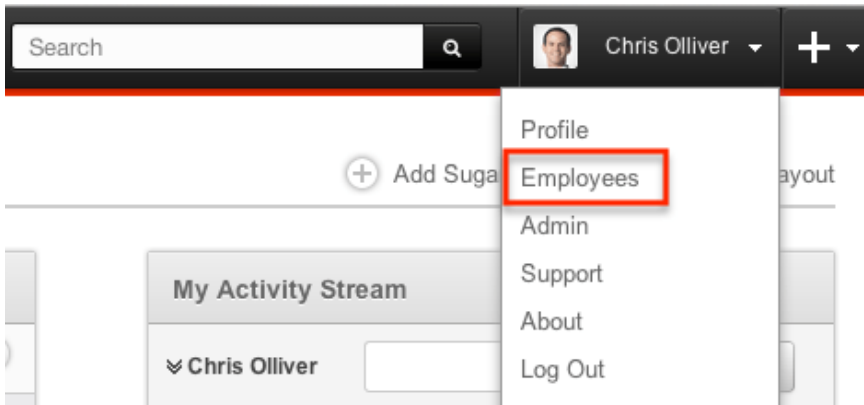 Search
Chris Olliver
Profile
Add Suga
Employees
ayout
Admin
My Activity Stream
Support
About
Chris Olliver
Log Out